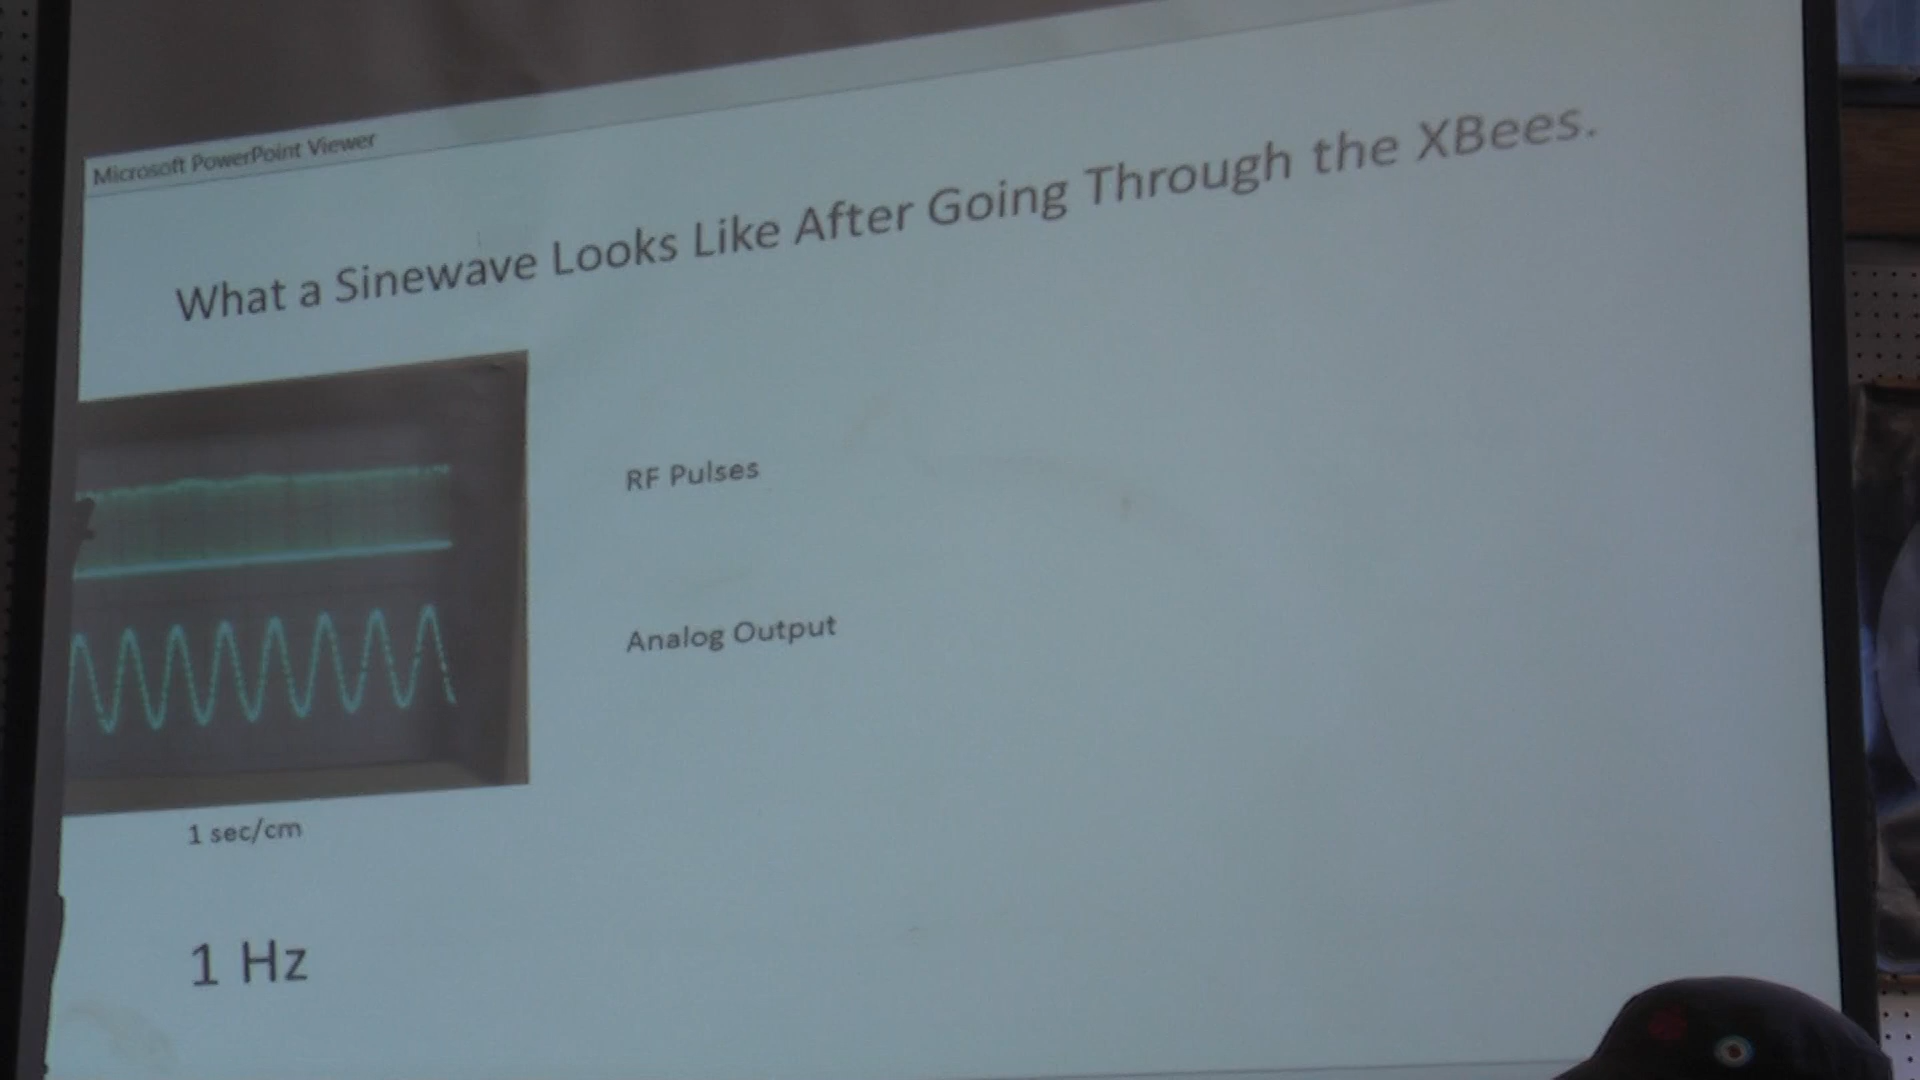 Microsoft PowerPoint Viewer
What a Sinewave Looks Like After Going Through the XBees.
RF Pulses
Analog Output
1 sec/cm
1 Hz